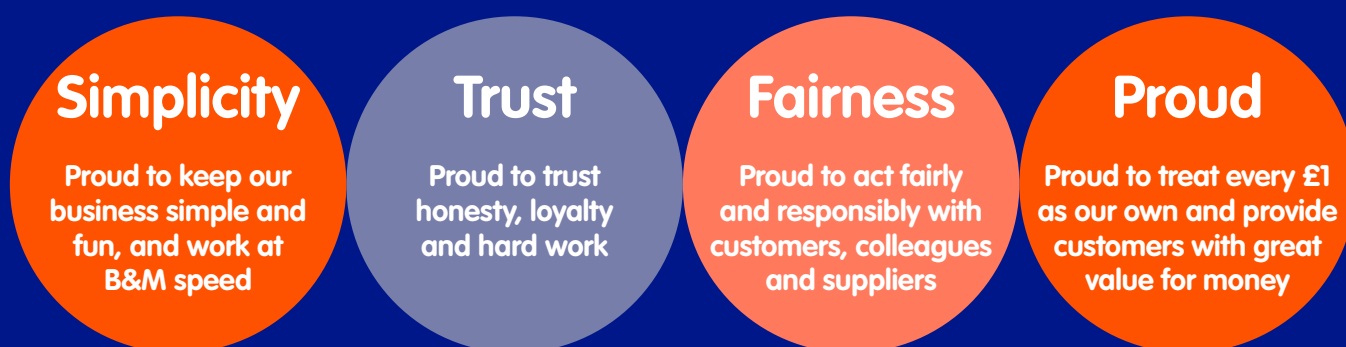 Simplicity
Proud to keep our
business simple and
fun, and work at
B&M speed
Trust
Proud to trust
honesty, loyalty
and hard work
Fairness
Proud to act fairly
and responsibly with
customers, colleagues
and suppliers
Proud
Proud to treat every £1
as our own and provide
customers with great
value for money